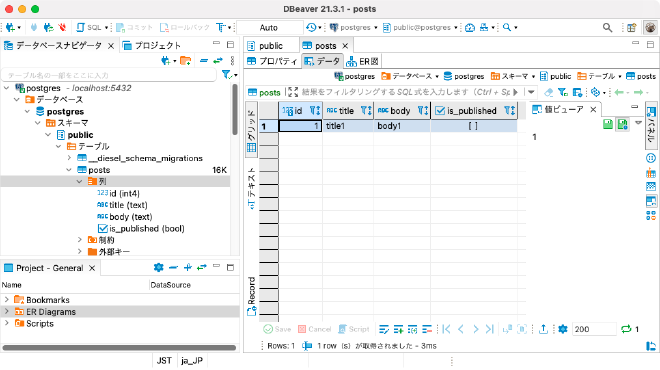 DBeaver 21.3.1 - posts
SQL コミット ロールバック Auto postgres public@postgres
データベースナビゲータ プロジェクト
テーブル名の一部をここに入力
postgres - localhost:5432
データベース
postgres
スキーマ
public
テーブル
__diesel_schema_migrations
posts 16K
列
123 id (int4)
ABC title (text)
ABC body (text)
is_published (bool)
制約
外部キー
Project - General
Name DataSource
Bookmarks
ER Diagrams
Scripts
public posts
プロパティ データ ER図
postgres データベース postgres スキーマ public テーブル posts
posts 結果をフィルタリングする SQL 式を入力します (Ctrl + Sp
グリッド
テキスト
Record
123 id ABC title ABC body is_published
1 1 title1 body1 [ ]
値ビューア
1
パネル
Save Cancel Script 200 1
Rows: 1 1 row（s）が取得されました - 3ms
JST ja_JP